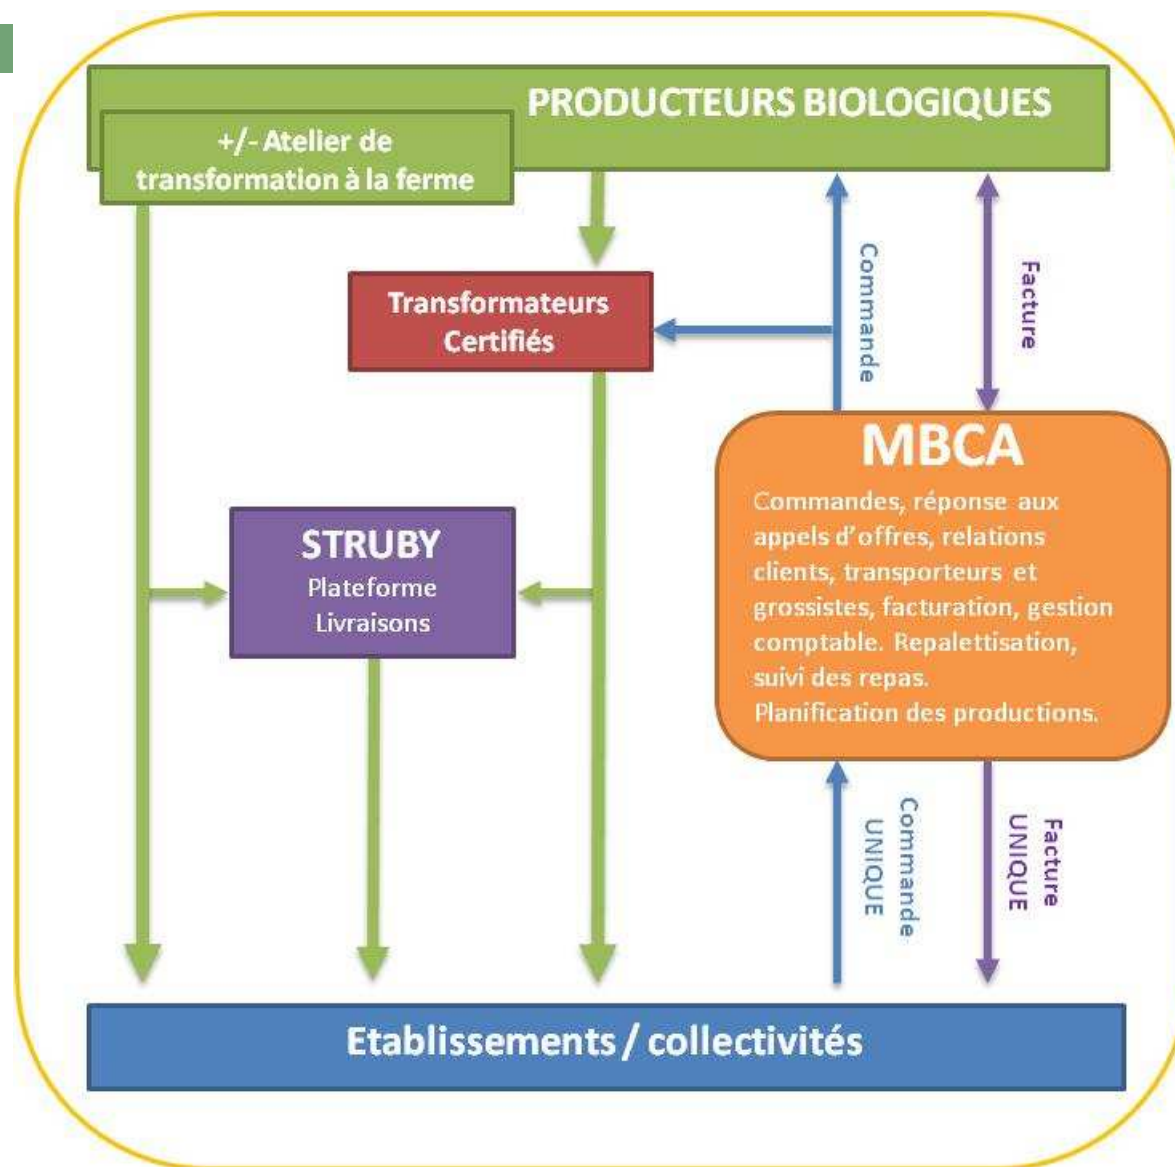 PRODUCTEURS BIOLOGIQUES
+/- Atelier de
transformation à la ferme
Transformateurs
Certifiés
Commande
Facture
MBCA
Commandes, réponse aux
appels d'offres, relations
clients, transporteurs et
grossistes, facturation, gestion
comptable. Repalettisation,
suivi des repas.
Planification des productions.
STRUBY
Plateforme
Livraisons
Commande
UNIQUE
Facture
UNIQUE
Etablissements / collectivités